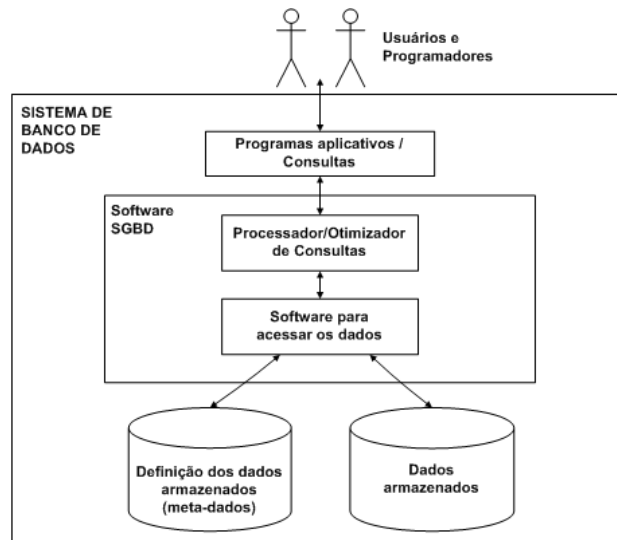 Usuários e
Programadores
SISTEMA DE
BANCO DE
DADOS
Programas aplicativos /
Consultas
Software
SGBD
Processador/Otimizador
de Consultas
Software para
acessar os dados
Definição dos dados
armazenados
(meta-dados)
Dados
armazenados